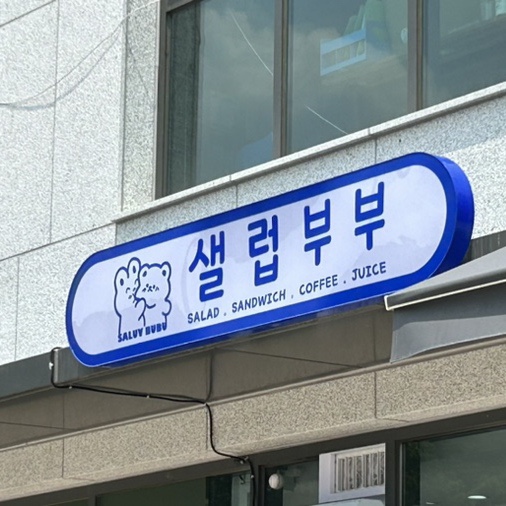 샐럽부부
SALAD . SANDWICH . COFFEE . JUICE
SALUV BUBU